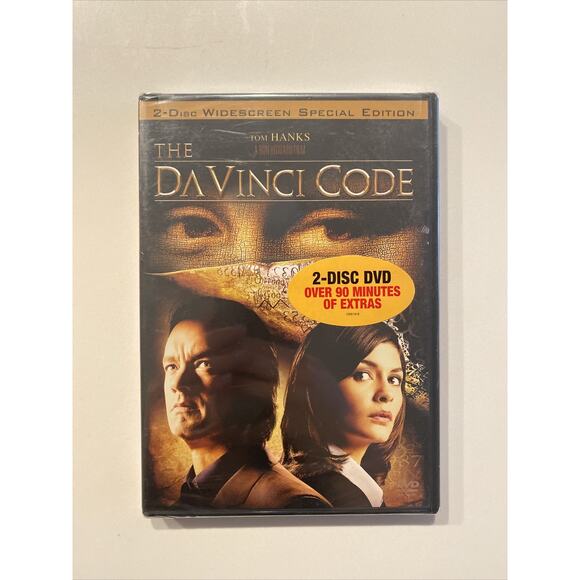 2-Disc Widescreen Special Edition
TOM HANKS
A RON HOWARD FILM
THE
DA VINCI CODE
2-DISC DVD
OVER 90 MINUTES
OF EXTRAS
DVD